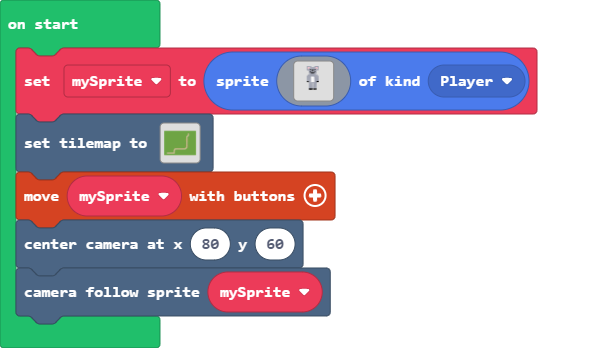 on start
set mySprite to sprite of kind Player
set tilemap to
move mySprite with buttons
center camera at x 80 y 60
camera follow sprite mySprite